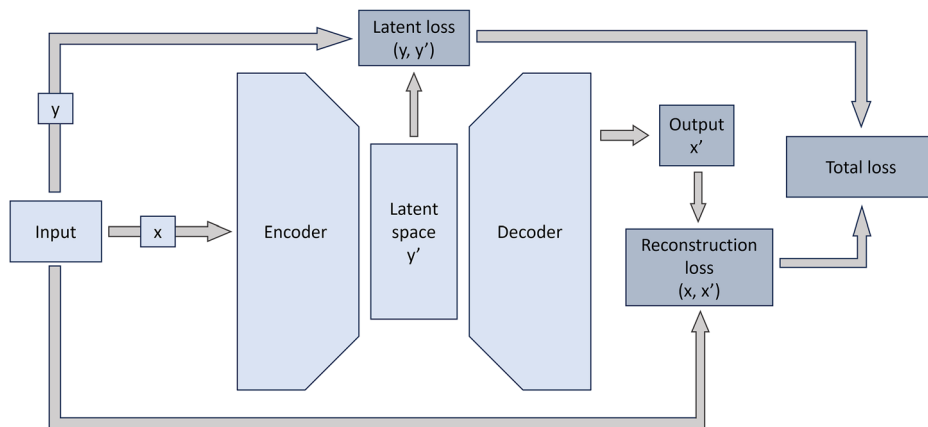 Latent loss
(y, y’)
y
Output
x’
Total loss
Input
x
Encoder
Latent
space
y’
Decoder
Reconstruction
loss
(x, x’)